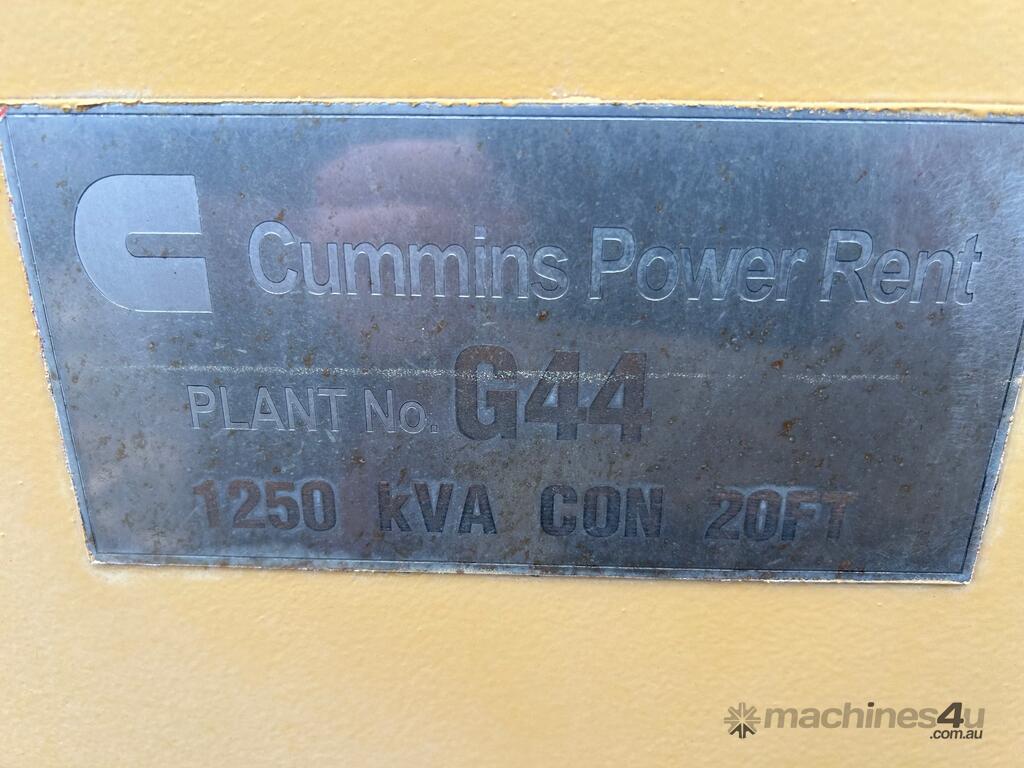 Cummins Power Rent
PLANT No. G44
1250 kVA CON 20FT
machines4u
.com.au